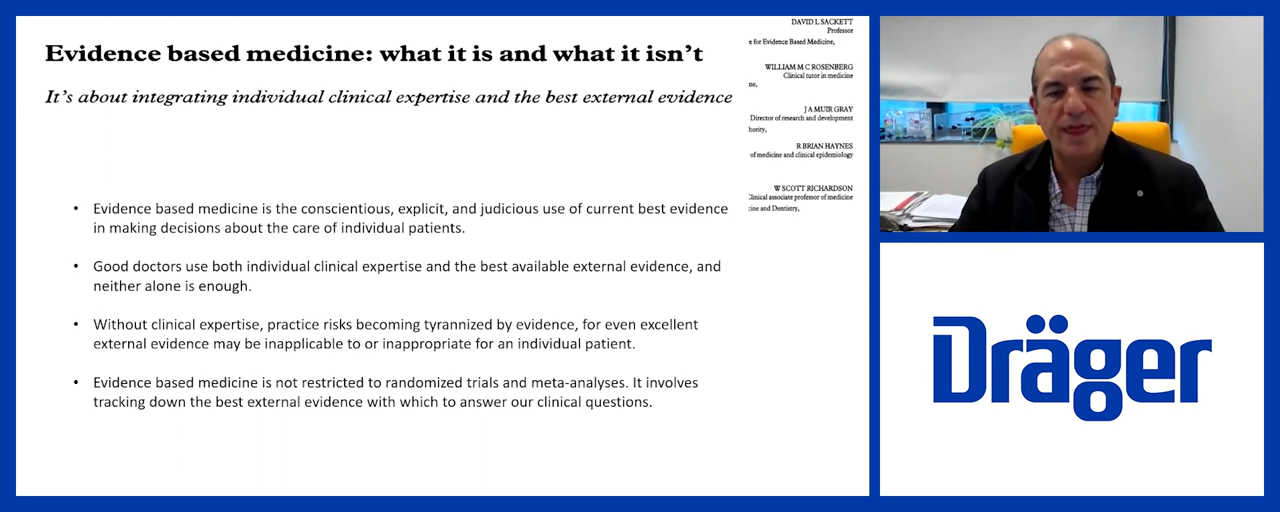 Evidence based medicine: what it is and what it isn't
It's about integrating individual clinical expertise and the best external evidence
DAVID L SACKETT
Professor
e for Evidence Based Medicine,
WILLIAM M C ROSENBERG
Clinical tutor in medicine
ne,
J A MUIR GRAY
Director of research and development
hority,
R BRIAN HAYNES
of medicine and clinical epidemiology
W SCOTT RICHARDSON
Clinical associate professor of medicine
cine and Dentistry,
• Evidence based medicine is the conscientious, explicit, and judicious use of current best evidence
in making decisions about the care of individual patients.
• Good doctors use both individual clinical expertise and the best available external evidence, and
neither alone is enough.
• Without clinical expertise, practice risks becoming tyrannized by evidence, for even excellent
external evidence may be inapplicable to or inappropriate for an individual patient.
• Evidence based medicine is not restricted to randomized trials and meta-analyses. It involves
tracking down the best external evidence with which to answer our clinical questions.
Dräger